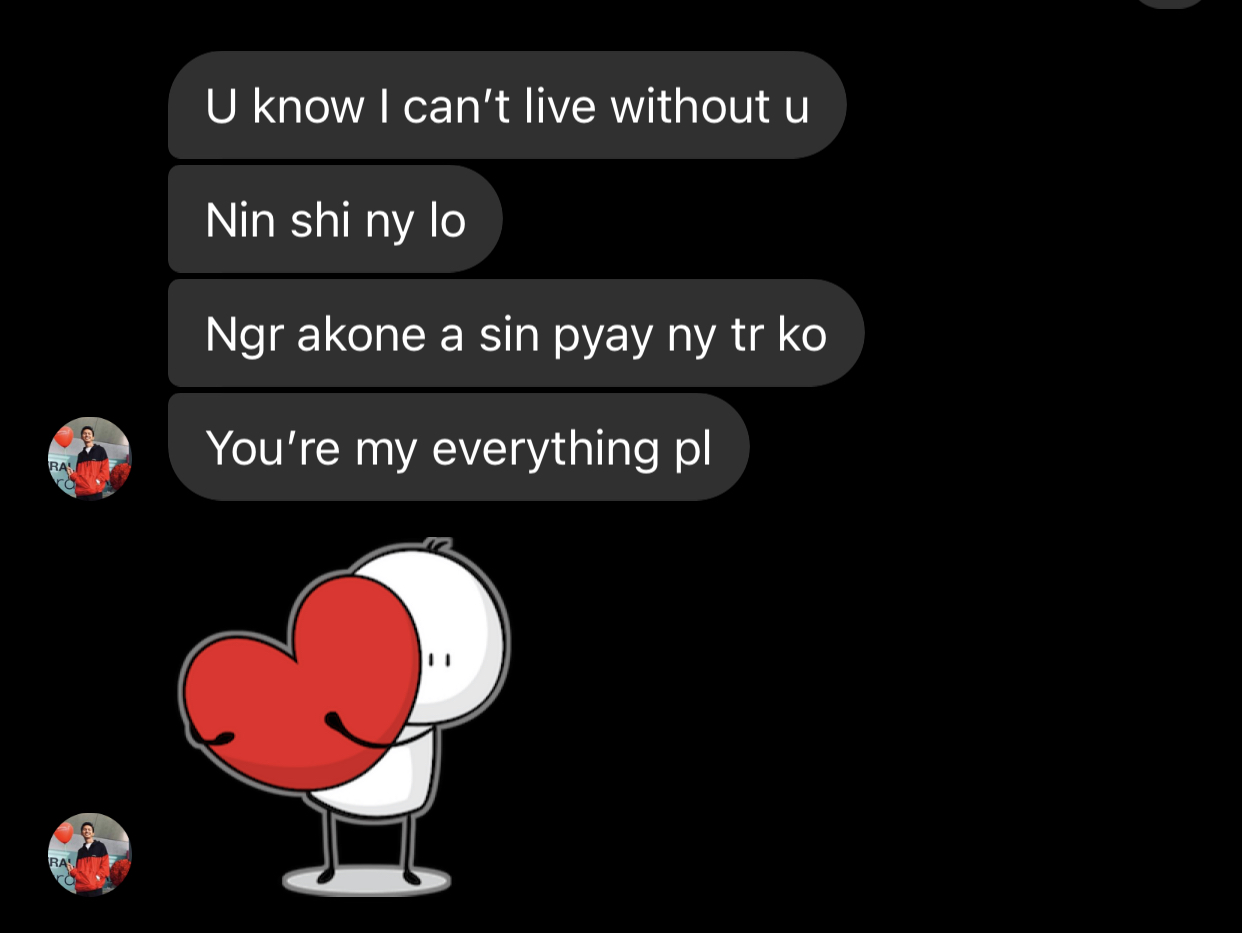 U know I can’t live without u
Nin shi ny lo
Ngr akone a sin pyay ny tr ko
You’re my everything pl